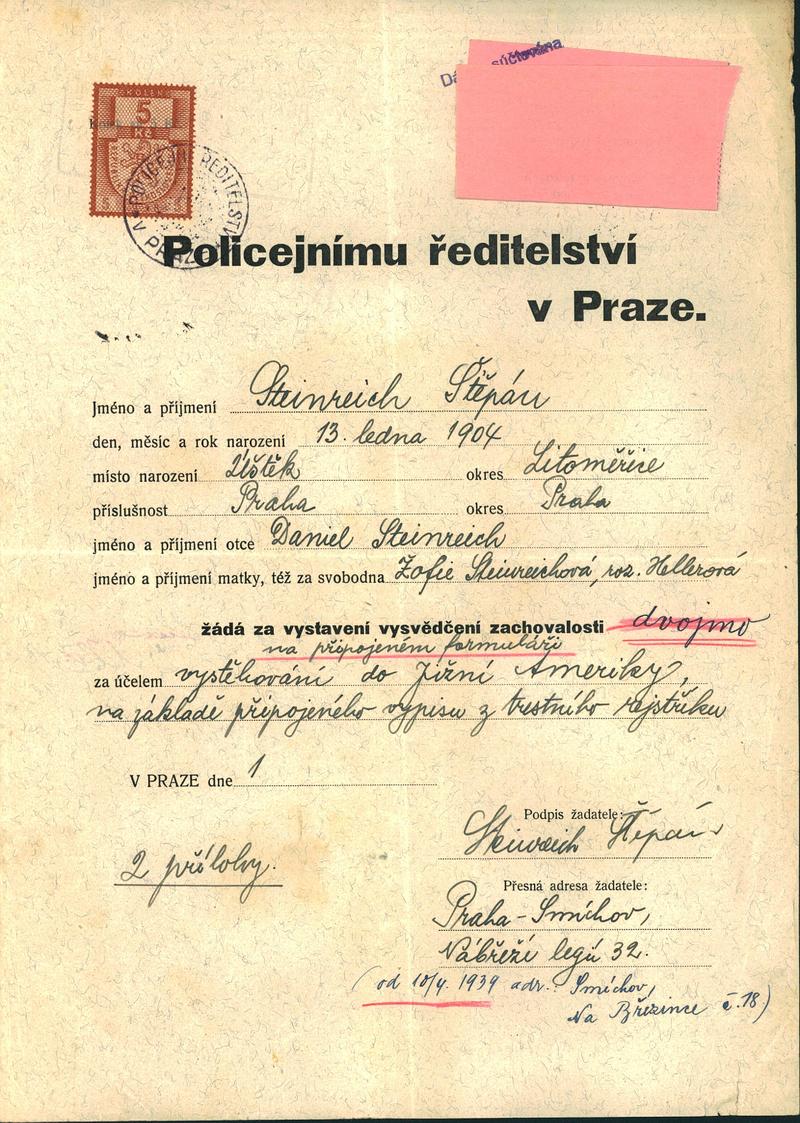 súčtována
KOLEK
5
Kč
POLICEJNÍ ŘEDITELSTVÍ
V PRAZE
Policejnímu ředitelství
v Praze.
Jméno a příjmení Steinreich Štěpán
den, měsíc a rok narození 13. ledna 1904
místo narození Úštěk okres Litoměřice
příslušnost Praha okres Praha
jméno a příjmení otce Daniel Steinreich
jméno a příjmení matky, též za svobodna Žofie Steinreichová, roz. Hellerová
žádá za vystavení vysvědčení zachovalosti dvojmo
na připojeném formuláři
za účelem vystěhování do Jižní Ameriky,
na základě připojeného výpisu z trestního rejstříku
V PRAZE dne 1
Podpis žadatele:
Steinreich Štěpán
2 přílohy.
Přesná adresa žadatele:
Praha-Smíchov,
Nábřeží legií 32.
(od 10/4. 1939 adr. Smíchov,
Na Březince č. 18)